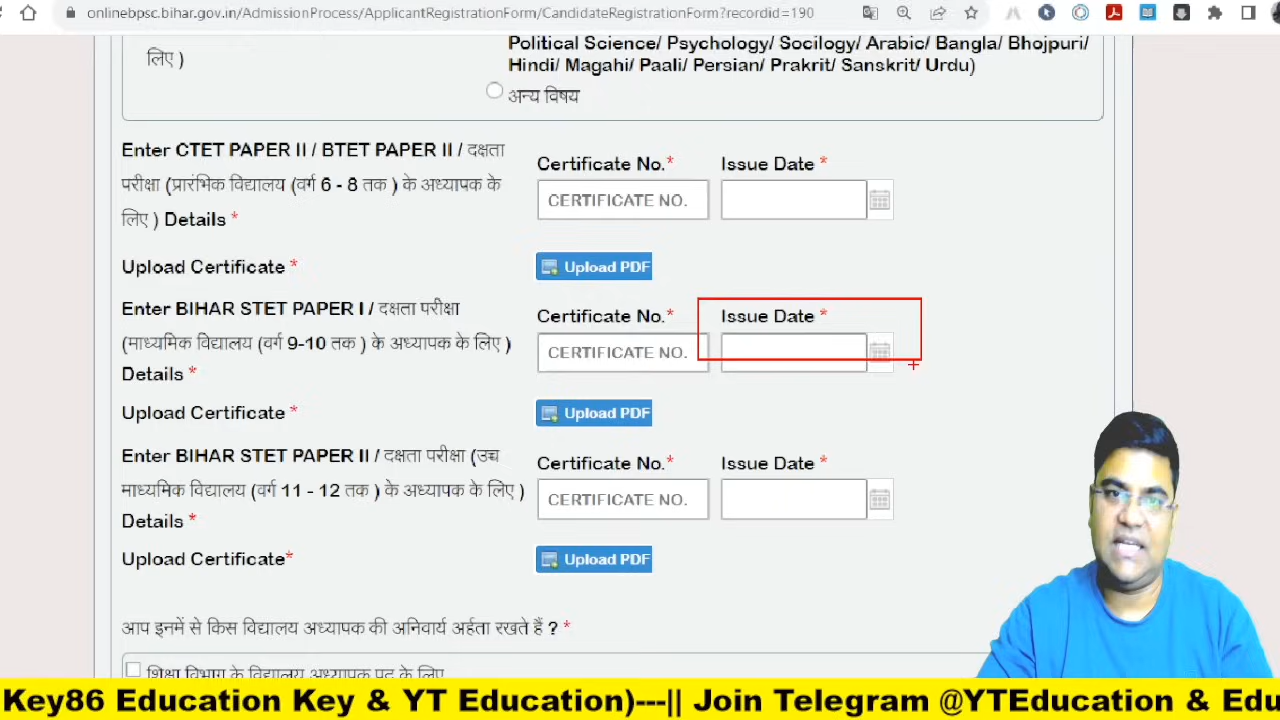 onlinebpsc.bihar.gov.in/AdmissionProcess/ApplicantRegistrationForm/CandidateRegistrationForm?recordid=190
लिए )
Political Science/ Psychology/ Socilogy/ Arabic/ Bangla/ Bhojpuri/
Hindi/ Magahi/ Paali/ Persian/ Prakrit/ Sanskrit/ Urdu)
अन्य विषय
Enter CTET PAPER II / BTET PAPER II / दक्षता
परीक्षा (प्रारंभिक विद्यालय (वर्ग 6 - 8 तक ) के अध्यापक के
लिए ) Details *
Certificate No.* Issue Date *
CERTIFICATE NO.
Upload Certificate * Upload PDF
Enter BIHAR STET PAPER I / दक्षता परीक्षा
(माध्यमिक विद्यालय (वर्ग 9-10 तक ) के अध्यापक के लिए )
Details *
Certificate No.* Issue Date *
CERTIFICATE NO.
Upload Certificate * Upload PDF
Enter BIHAR STET PAPER II / दक्षता परीक्षा (उच्च
माध्यमिक विद्यालय (वर्ग 11 - 12 तक ) के अध्यापक के लिए )
Details *
Certificate No.* Issue Date *
CERTIFICATE NO.
Upload Certificate* Upload PDF
आप इनमें से किस विद्यालय अध्यापक की अनिवार्य अर्हता रखते हैं ? *
शिक्षा विभाग के विद्यालय अध्यापक पद के लिए
Key86 Education Key & YT Education)---|| Join Telegram @YTEducation & Edu